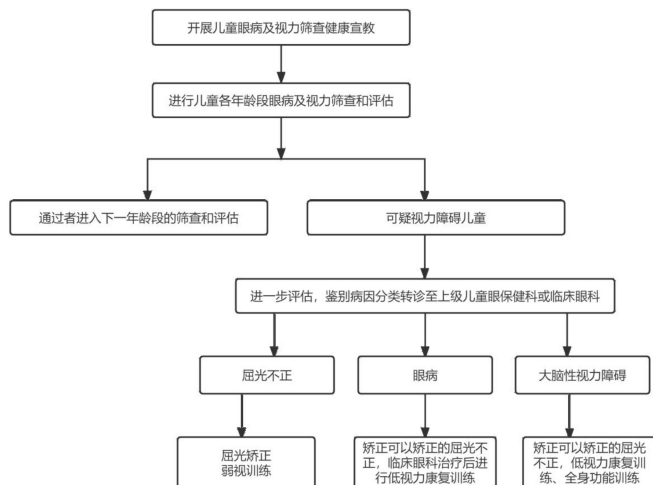 开展儿童眼病及视力筛查健康宣教
进行儿童各年龄段眼病及视力筛查和评估
通过者进入下一年龄段的筛查和评估
可疑视力障碍儿童
进一步评估，鉴别病因分类转诊至上级儿童眼保健科或临床眼科
屈光不正
眼病
大脑性视力障碍
屈光矫正
弱视训练
矫正可以矫正的屈光不
正，临床眼科治疗后进
行低视力康复训练
矫正可以矫正的屈光
不正，低视力康复训
练、全身功能训练